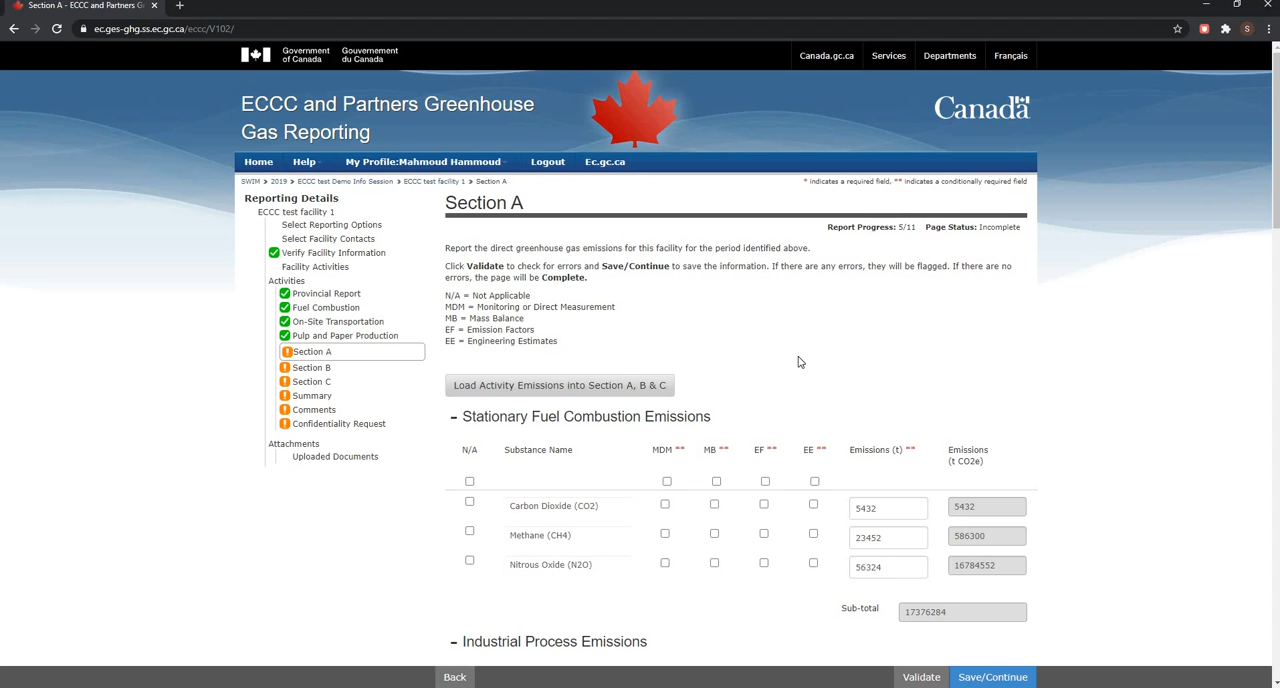 Section A - ECCC and Partners G
ec.ges-ghg.ss.ec.gc.ca/eccc/V102/
S
Government of Canada
Gouvernement du Canada
Canada.gc.ca
Services
Departments
Français
ECCC and Partners Greenhouse
Gas Reporting
Canada
Home
Help
My Profile:Mahmoud Hammoud
Logout
Ec.gc.ca
SWIM > 2019 > ECCC test Demo Info Session > ECCC test facility 1 > Section A
* indicates a required field, ** indicates a conditionally required field
Reporting Details
ECCC test facility 1
Select Reporting Options
Select Facility Contacts
Verify Facility Information
Facility Activities
Activities
Provincial Report
Fuel Combustion
On-Site Transportation
Pulp and Paper Production
Section A
Section B
Section C
Summary
Comments
Confidentiality Request
Attachments
Uploaded Documents
Section A
Report Progress: 5/11 Page Status: Incomplete
Report the direct greenhouse gas emissions for this facility for the period identified above.
Click Validate to check for errors and Save/Continue to save the information. If there are any errors, they will be flagged. If there are no
errors, the page will be Complete.
N/A = Not Applicable
MDM = Monitoring or Direct Measurement
MB = Mass Balance
EF = Emission Factors
EE = Engineering Estimates
Load Activity Emissions into Section A, B & C
– Stationary Fuel Combustion Emissions
N/A Substance Name MDM ** MB ** EF ** EE ** Emissions (t) ** Emissions
(t CO2e)
Carbon Dioxide (CO2) 5432 5432
Methane (CH4) 23452 586300
Nitrous Oxide (N2O) 56324 16784552
Sub-total 17376284
– Industrial Process Emissions
Back
Validate
Save/Continue